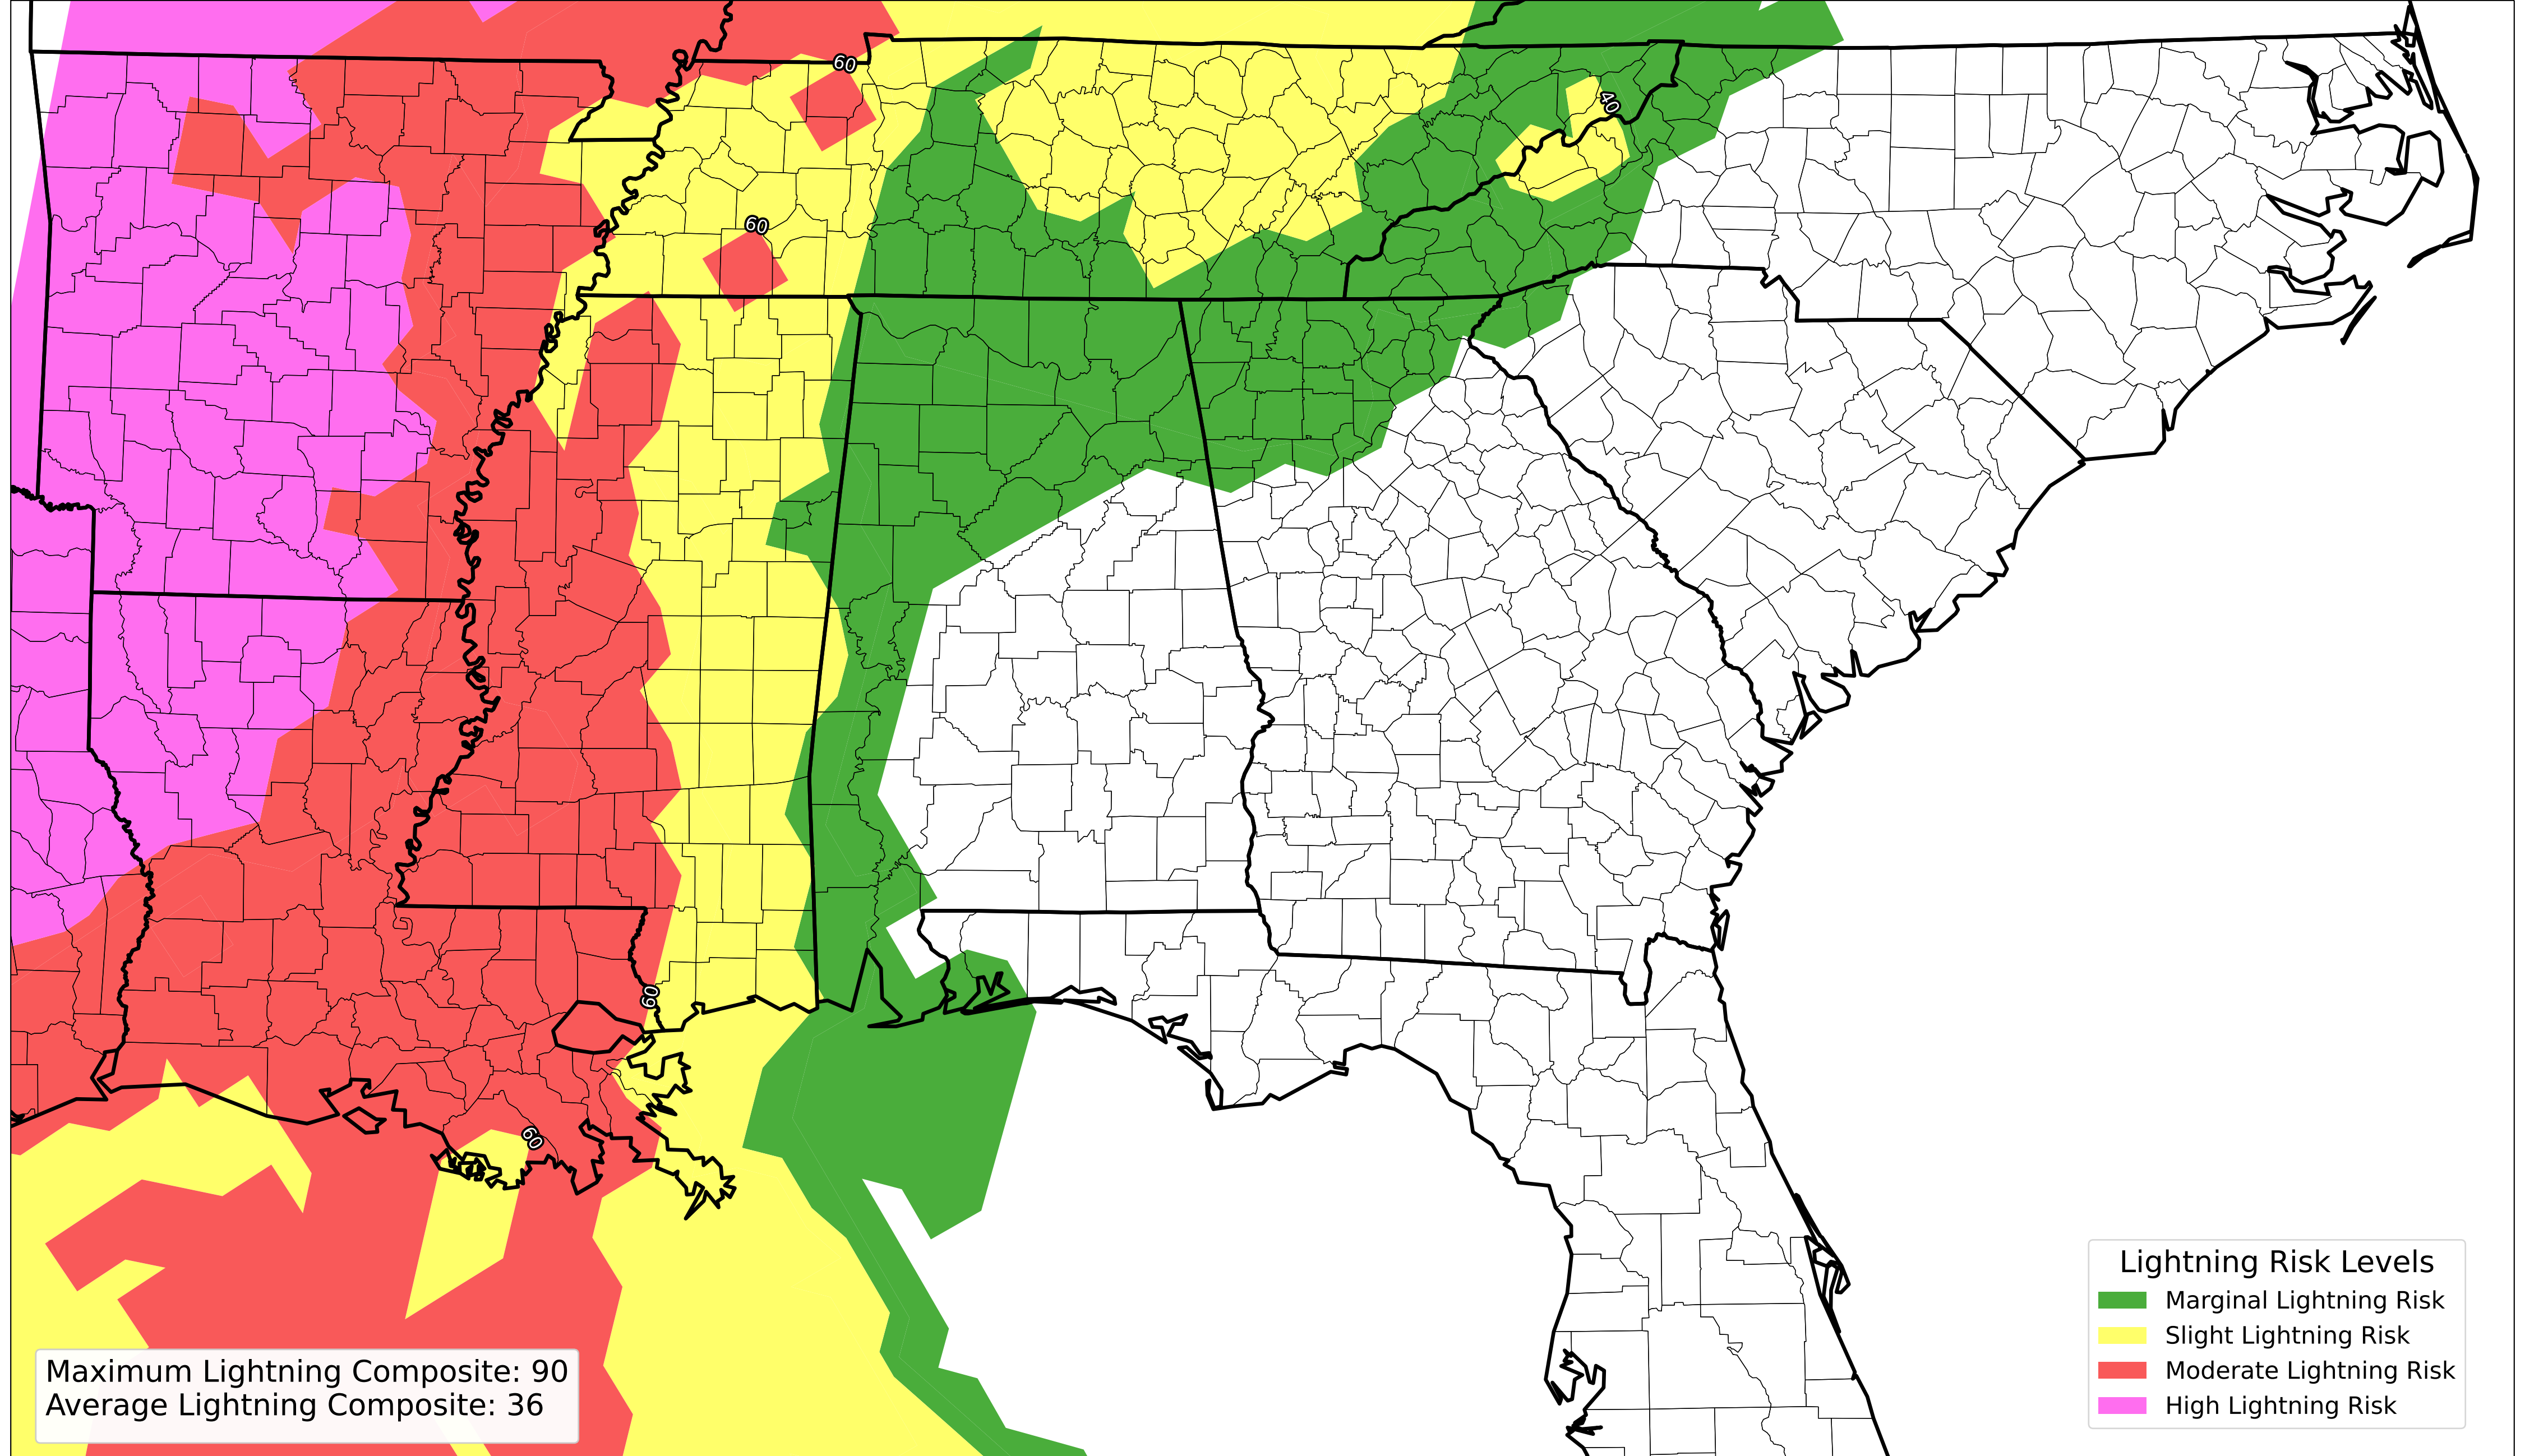 60
40
60
60
60
Lightning Risk Levels
Marginal Lightning Risk
Slight Lightning Risk
Moderate Lightning Risk
High Lightning Risk
Maximum Lightning Composite: 90
Average Lightning Composite: 36